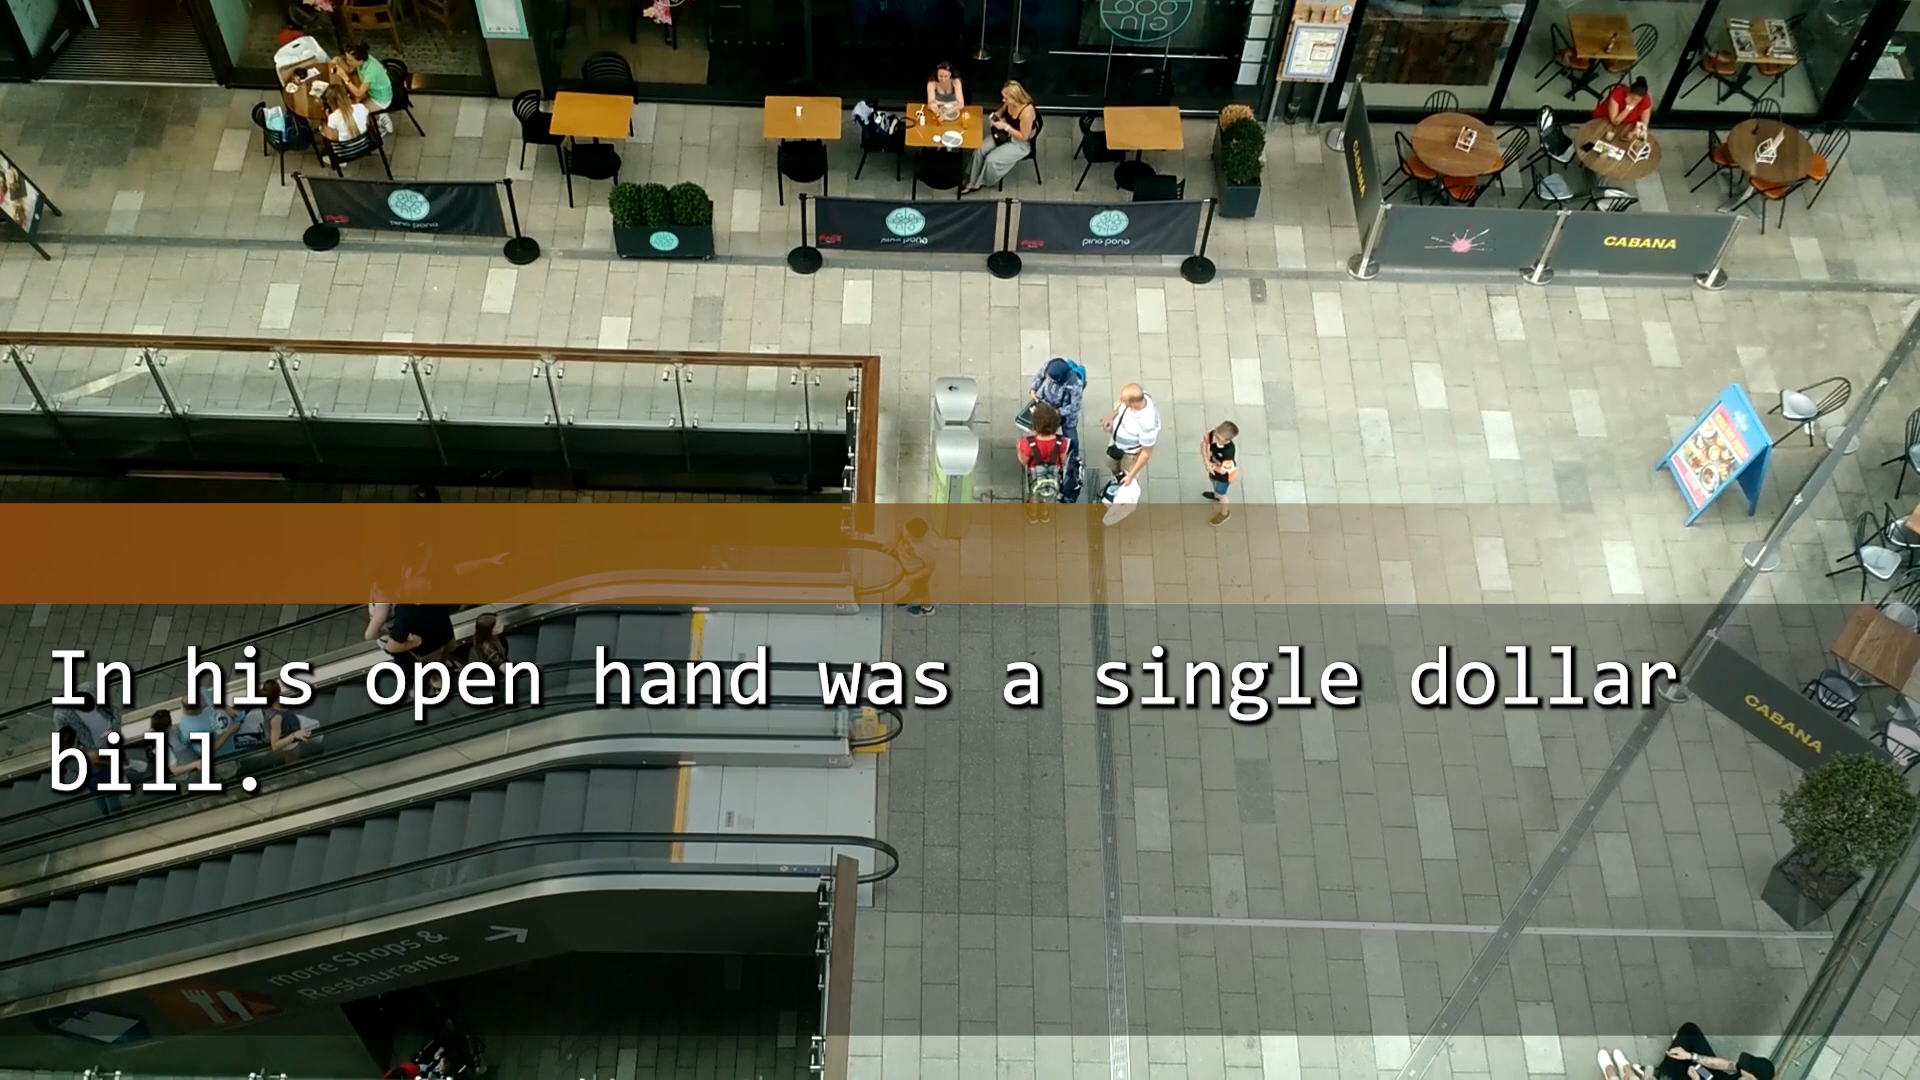 ping pong
ping pong
ping pong
CABANA
CABANA
In his open hand was a single dollar
bill.
CABANA
more Shops &
Restaurants